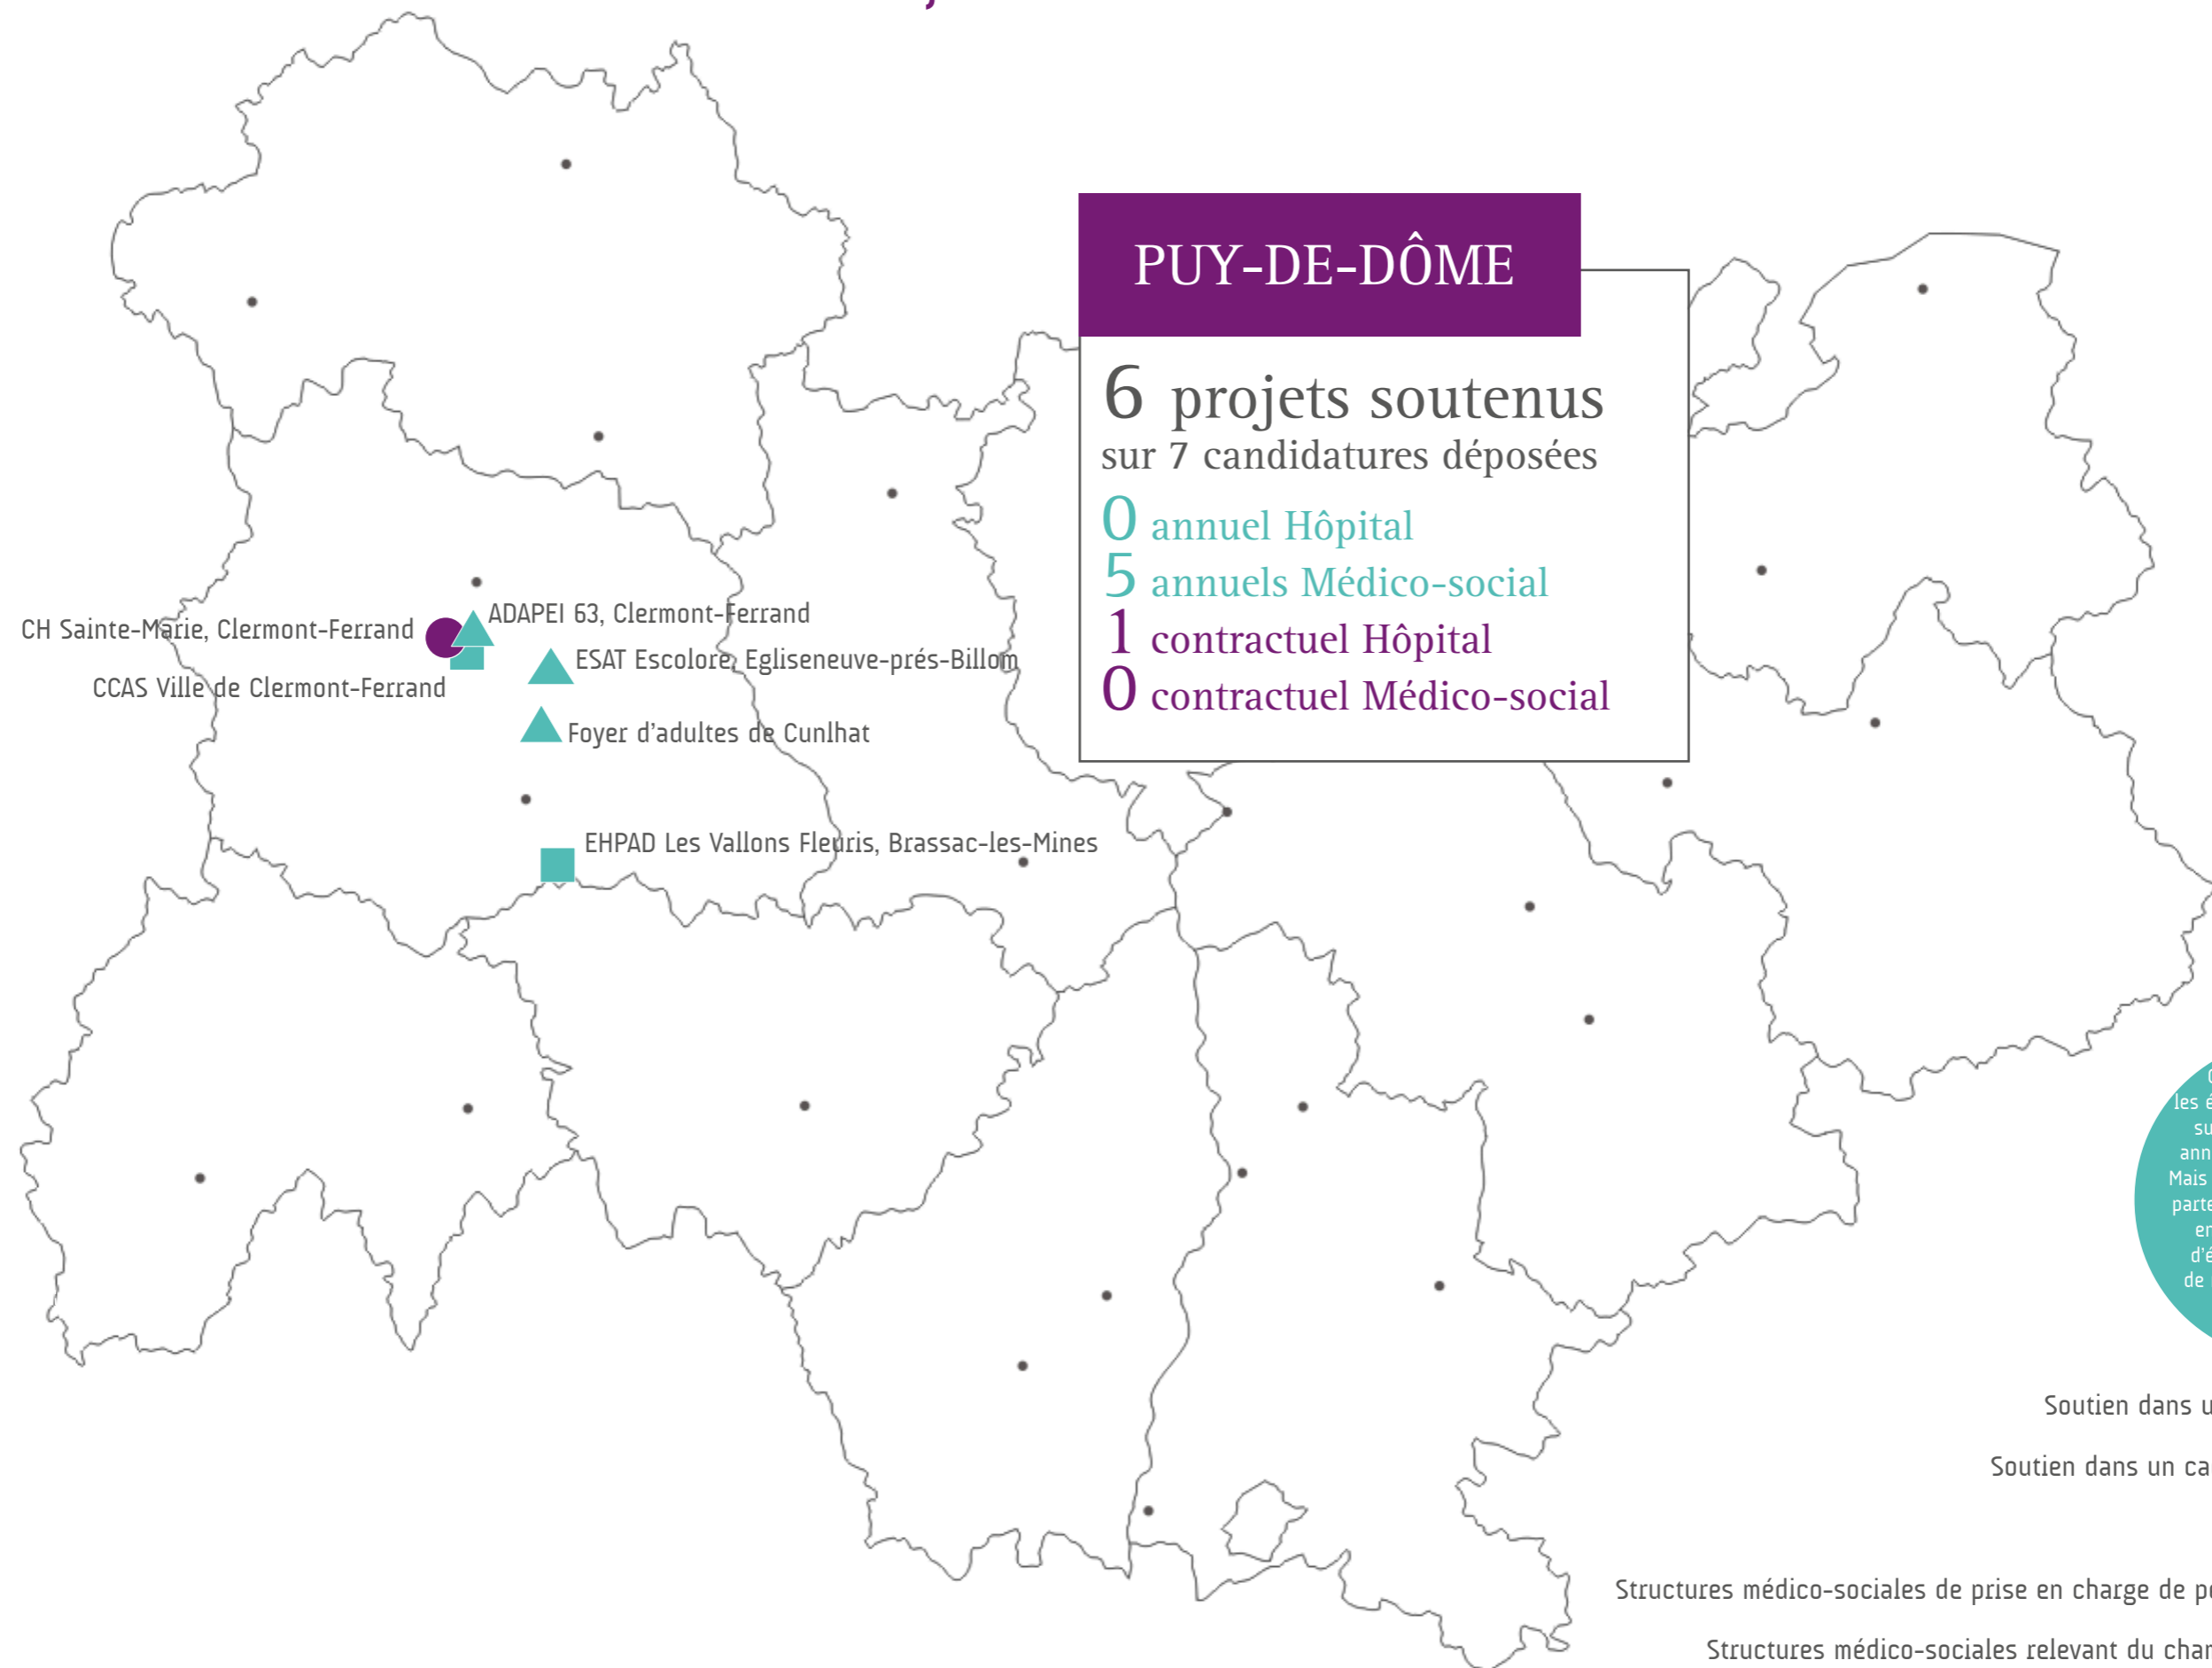 PUY-DE-DÔME
6 projets soutenus
sur 7 candidatures déposées
0 annuel Hôpital
5 annuels Médico-social
1 contractuel Hôpital
0 contractuel Médico-social
ADAPEI 63, Clermont-Ferrand
CH Sainte-Marie, Clermont-Ferrand
ESAT Escolore, Egliseneuve-prés-Billom
CCAS Ville de Clermont-Ferrand
Foyer d'adultes de Cunlhat
EHPAD Les Vallons Fleuris, Brassac-les-Mines
les
Mais
de
Soutien dans
Soutien dans un
Structures médico-sociales de prise en charge de
Structures médico-sociales relevant du